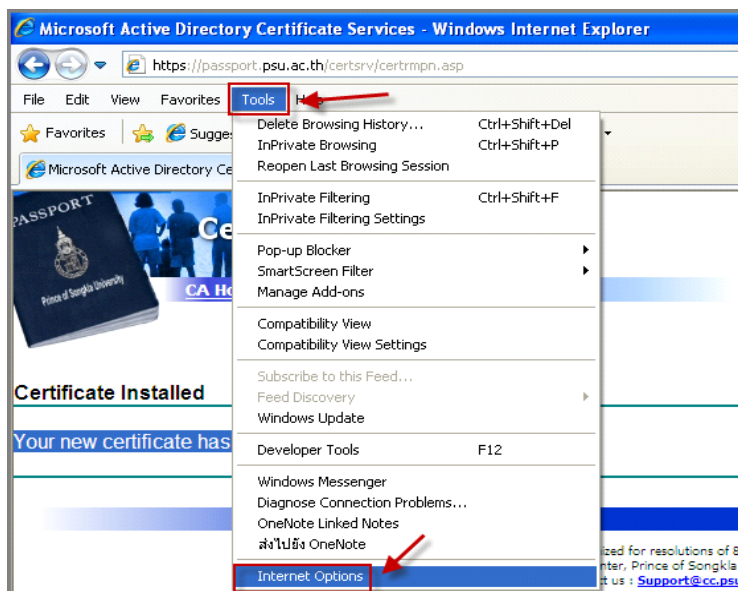 Microsoft Active Directory Certificate Services - Windows Internet Explorer
https://passport.psu.ac.th/certsrv/certrmpn.asp
File Edit View Favorites Tools
Favorites Sugge
Microsoft Active Directory Ce
Delete Browsing History... Ctrl+Shift+Del
InPrivate Browsing Ctrl+Shift+P
Reopen Last Browsing Session
InPrivate Filtering Ctrl+Shift+F
InPrivate Filtering Settings
Pop-up Blocker
SmartScreen Filter
Manage Add-ons
Compatibility View
Compatibility View Settings
Subscribe to this Feed...
Feed Discovery
Windows Update
Developer Tools F12
Windows Messenger
Diagnose Connection Problems...
OneNote Linked Notes
ส่งไปยัง OneNote
Internet Options
PASSPORT
Prince of Songkla University
Ce
CA Ho
Certificate Installed
Your new certificate has
ized for resolutions of 8
nter, Prince of Songkla
t us : Support@cc.psu